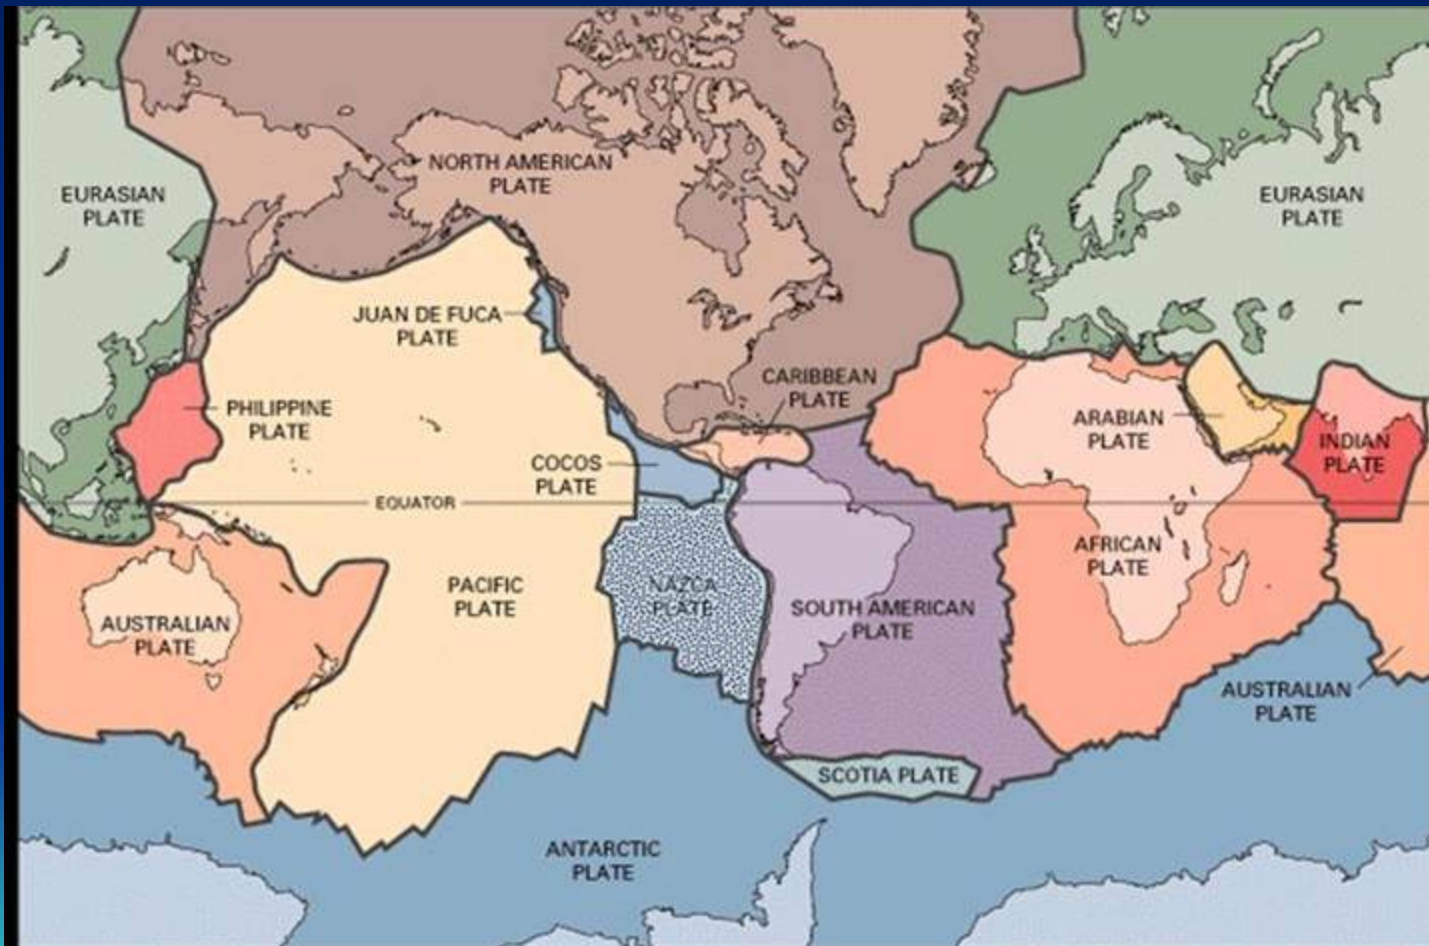 NORTH AMERICAN
PLATE
EURASIAN
PLATE
EURASIAN
PLATE
JUAN DE FUCA
PLATE
CARIBBEAN
PLATE
PHILIPPINE
PLATE
ARABIAN
PLATE
INDIAN
PLATE
COCOS
PLATE
EQUATOR
AFRICAN
PLATE
PACIFIC
PLATE
NAZCA
PLATE
SOUTH AMERICAN
PLATE
AUSTRALIAN
PLATE
AUSTRALIAN
PLATE
SCOTIA PLATE
ANTARCTIC
PLATE